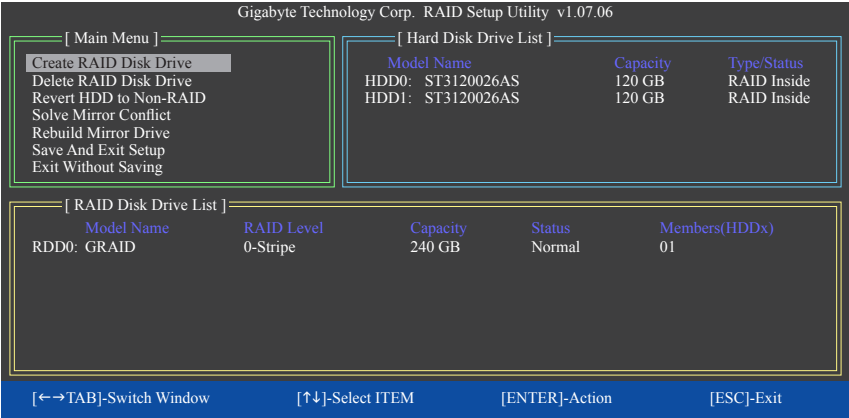 Gigabyte Technology Corp. RAID Setup Utility v1.07.06
[ Main Menu ]
Create RAID Disk Drive
Delete RAID Disk Drive
Revert HDD to Non-RAID
Solve Mirror Conflict
Rebuild Mirror Drive
Save And Exit Setup
Exit Without Saving
[ Hard Disk Drive List ]
Model Name Capacity Type/Status
HDD0: ST3120026AS 120 GB RAID Inside
HDD1: ST3120026AS 120 GB RAID Inside
[ RAID Disk Drive List ]
Model Name RAID Level Capacity Status Members(HDDx)
RDD0: GRAID 0-Stripe 240 GB Normal 01
[←→TAB]-Switch Window [↑↓]-Select ITEM [ENTER]-Action [ESC]-Exit